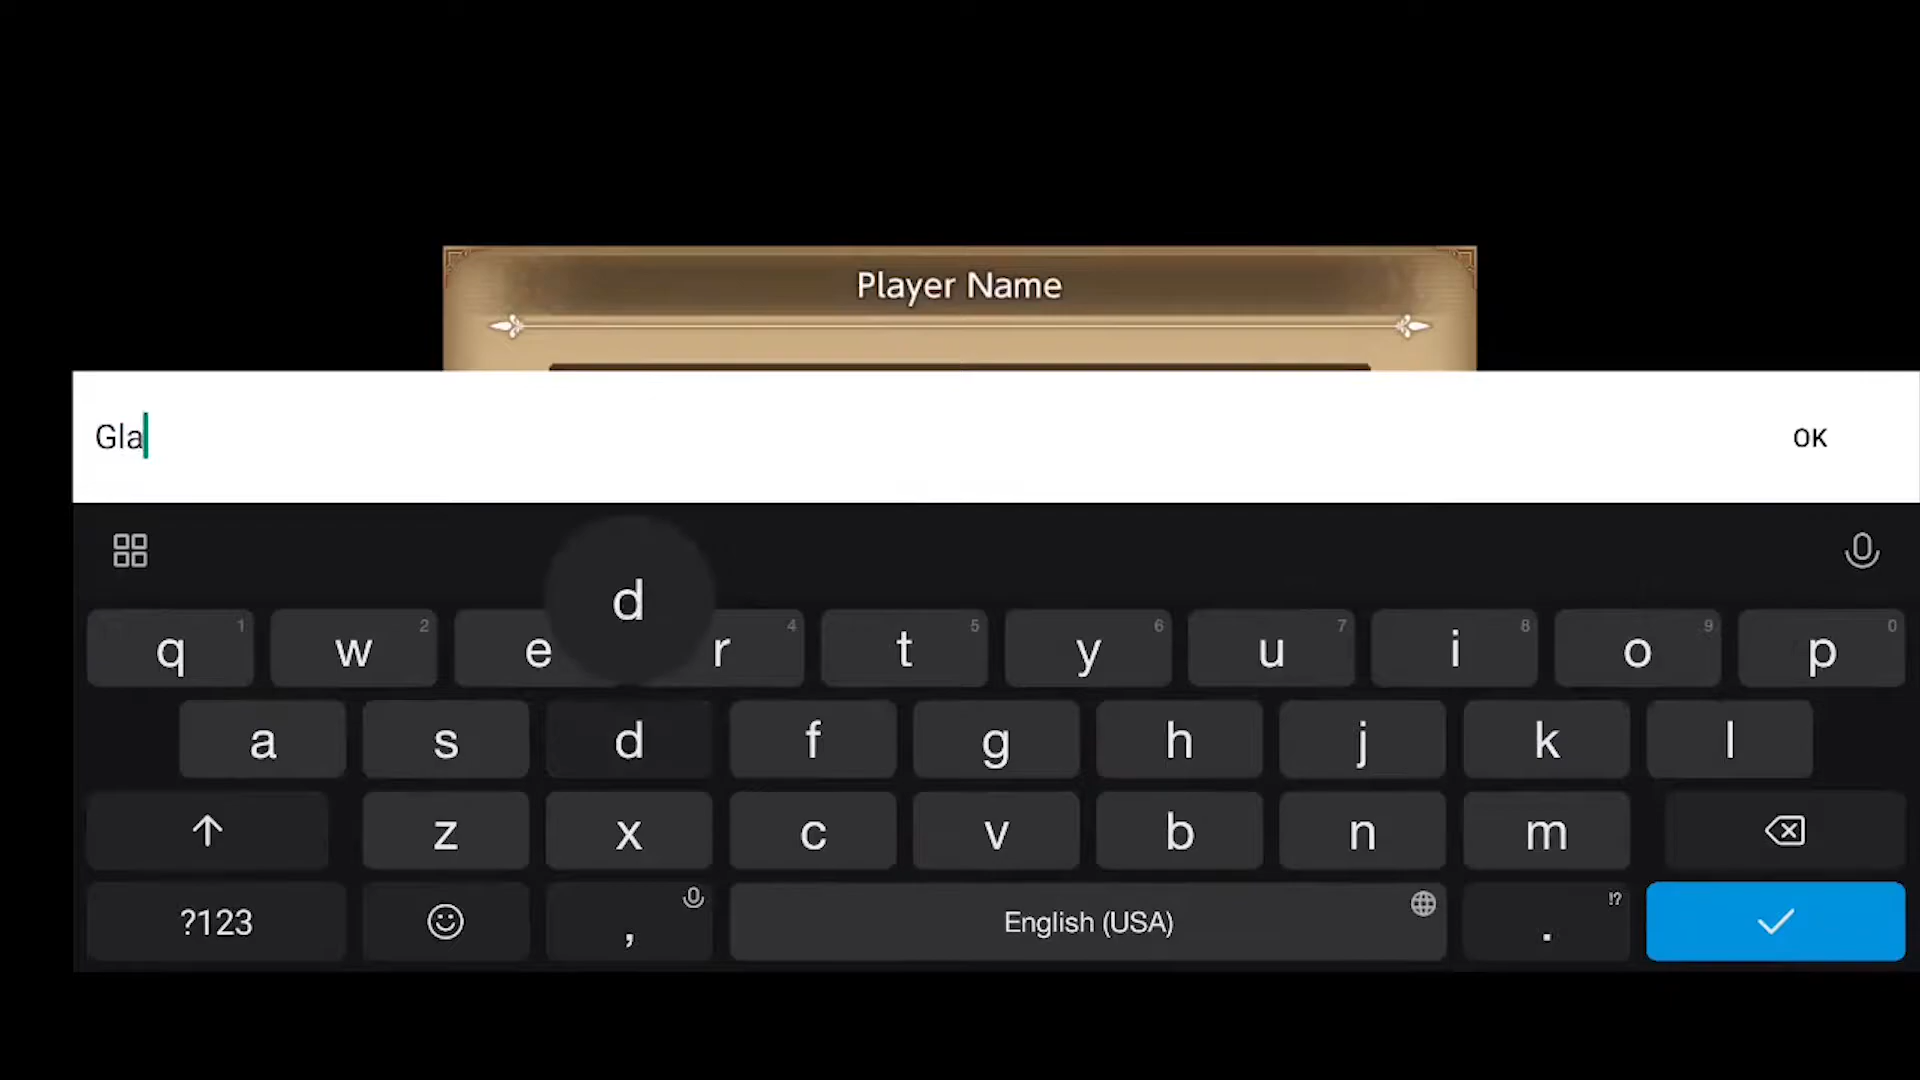 Player Name
Gla
OK
d
q 1 w 2 e r 4 t 5 y 6 u 7 i 8 o 9 p 0
a s d f g h j k l
z x c v b n m
?123 , English (USA) . !?